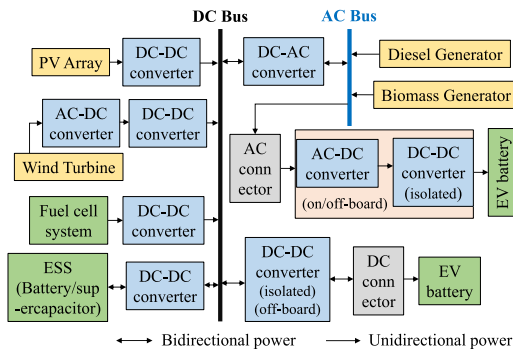 DC Bus
AC Bus
PV Array
DC-DC
converter
DC-AC
converter
Diesel Generator
Biomass Generator
AC-DC
converter
DC-DC
converter
Wind Turbine
AC
conn
ector
AC-DC
converter
DC-DC
converter
(isolated)
(on/off-board)
EV battery
Fuel cell
system
DC-DC
converter
ESS
(Battery/sup
-ercapacitor)
DC-DC
converter
DC-DC
converter
(isolated)
(off-board)
DC
conn
ector
EV
battery
Bidirectional power
Unidirectional power